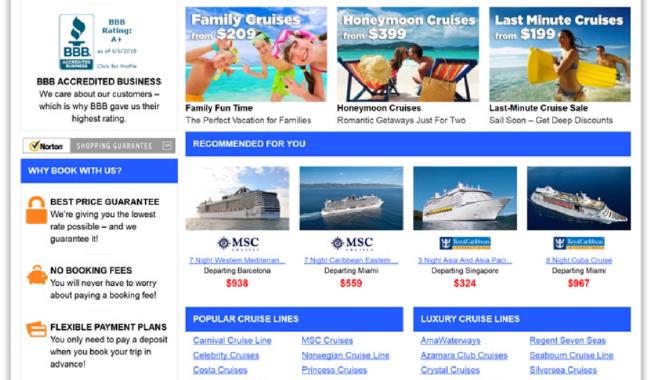 BBB
Rating:
A+
as of 6/6/2018
Click for Profile
BBB
ACCREDITED
BUSINESS
BBB ACCREDITED BUSINESS
We care about our customers –
which is why BBB gave us their
highest rating.
Norton SHOPPING GUARANTEE
WHY BOOK WITH US?
BEST PRICE GUARANTEE
We're giving you the lowest
rate possible – and we
guarantee it!
NO BOOKING FEES
You will never have to worry
about paying a booking fee!
FLEXIBLE PAYMENT PLANS
You only need to pay a deposit
when you book your trip in
advance!
Family Cruises
from $209
Family Fun Time
The Perfect Vacation for Families
Honeymoon Cruises
from $399
Honeymoon Cruises
Romantic Getaways Just For Two
Last Minute Cruises
from $199
Last-Minute Cruise Sale
Sail Soon – Get Deep Discounts
RECOMMENDED FOR YOU
MSC
CRUISES
7 Night Western Mediterran...
Departing Barcelona
$938
MSC
CRUISES
7 Night Caribbean Eastern ...
Departing Miami
$559
RoyalCaribbean
INTERNATIONAL
3 Night Asia And Asia Paci...
Departing Singapore
$324
RoyalCaribbean
INTERNATIONAL
8 Night Cuba Cruise
Departing Miami
$967
POPULAR CRUISE LINES
Carnival Cruise Line MSC Cruises
Celebrity Cruises Norwegian Cruise Line
Costa Cruises Princess Cruises
LUXURY CRUISE LINES
AmaWaterways Regent Seven Seas
Azamara Club Cruises Seabourn Cruise Line
Crystal Cruises Silversea Cruises